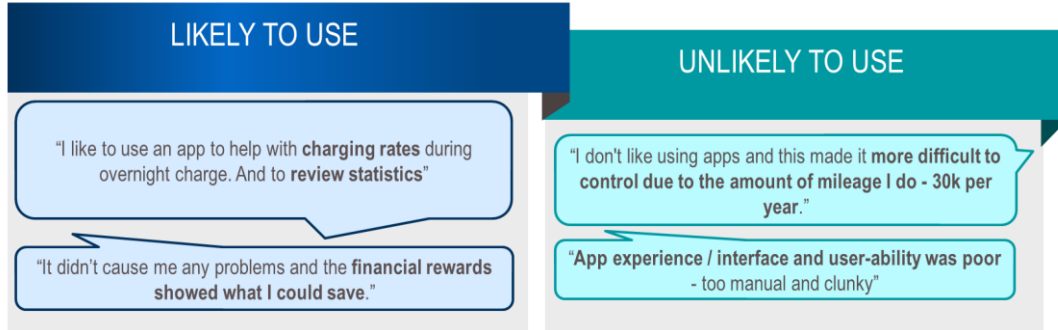 LIKELY TO USE
“I like to use an app to help with charging rates during
overnight charge. And to review statistics”
“It didn’t cause me any problems and the financial rewards
showed what I could save.”
UNLIKELY TO USE
“I don't like using apps and this made it more difficult to
control due to the amount of mileage I do - 30k per
year.”
“App experience / interface and user-ability was poor
- too manual and clunky”